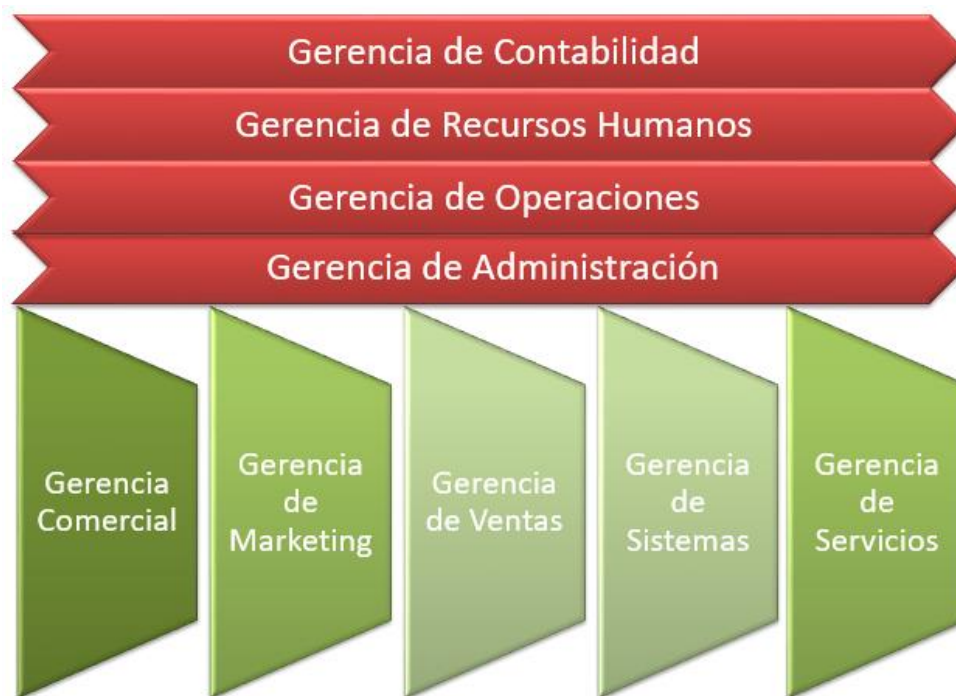 Gerencia de Contabilidad
Gerencia de Recursos Humanos
Gerencia de Operaciones
Gerencia de Administración
Gerencia
Comercial
Gerencia
de
Marketing
Gerencia
de Ventas
Gerencia
de
Sistemas
Gerencia
de
Servicios